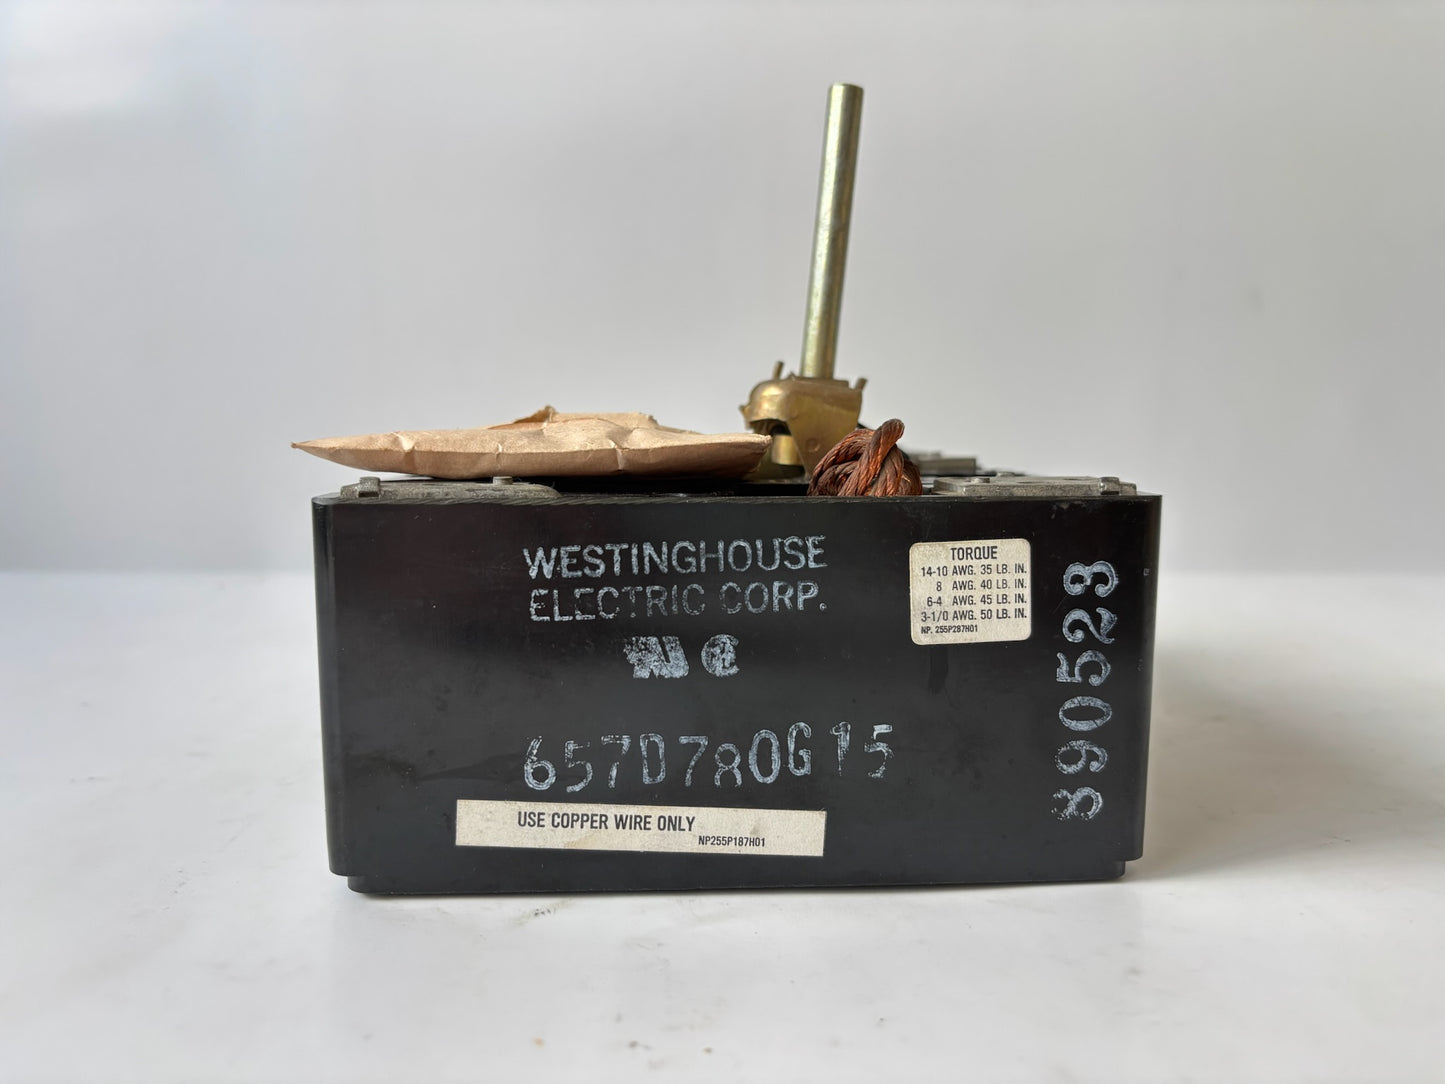 WESTINGHOUSE
ELECTRIC CORP.
657D780G15
USE COPPER WIRE ONLY
NP255P187H01
TORQUE
14-10 AWG. 35 LB. IN.
8 AWG. 40 LB. IN.
6-4 AWG. 45 LB. IN.
3-1/0 AWG. 50 LB. IN.
NP. 255P287H01
890523